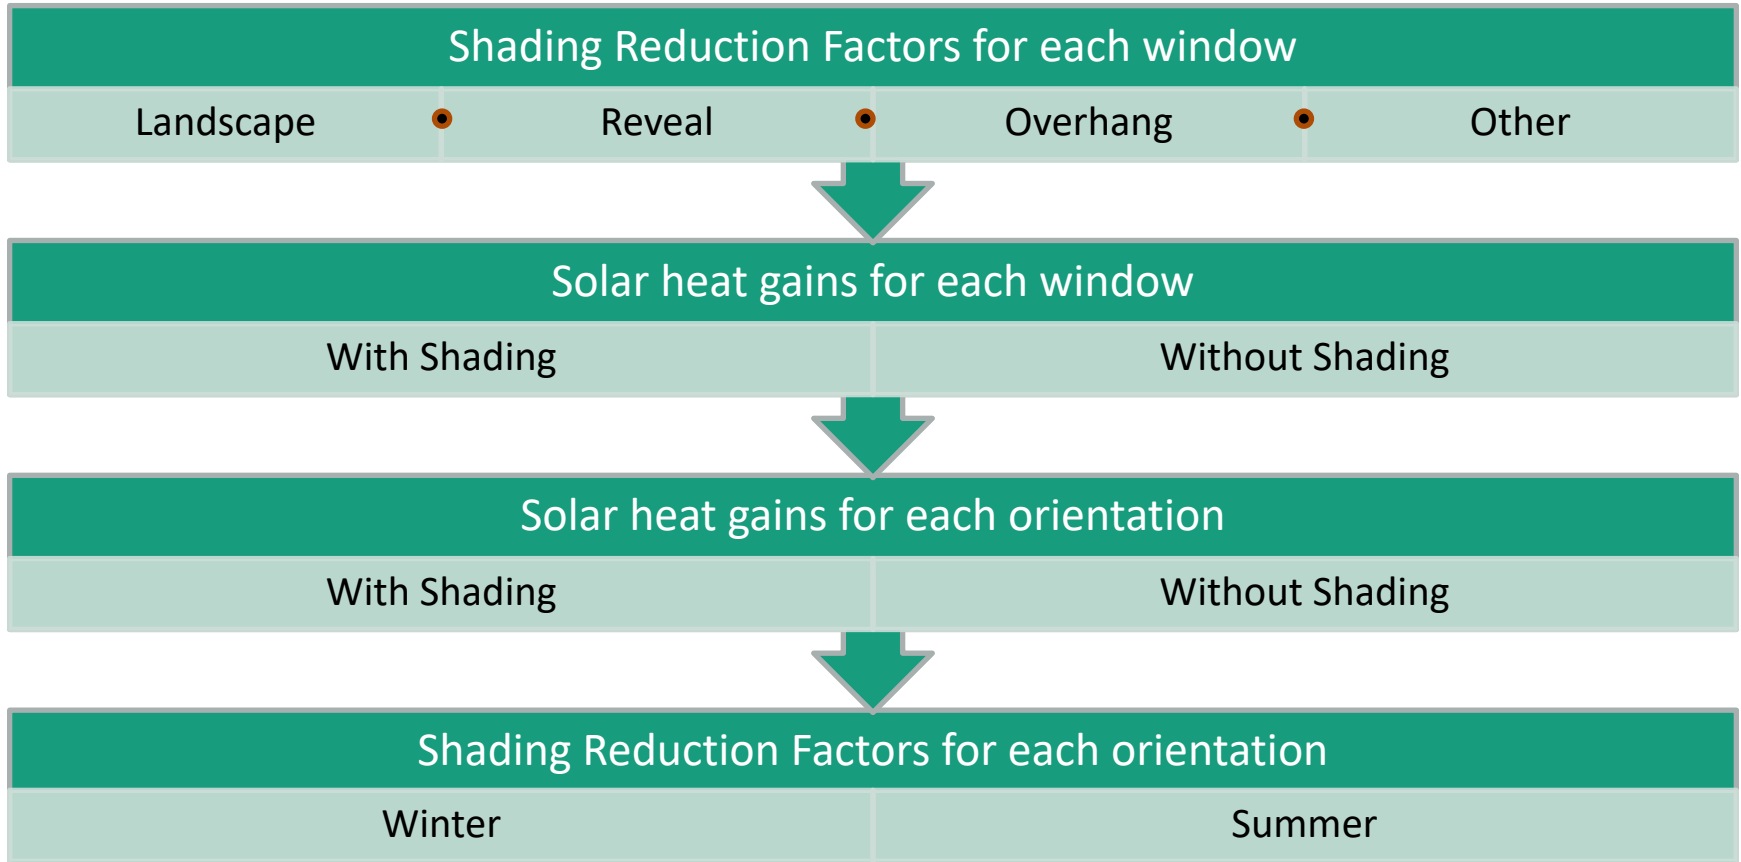 Shading Reduction Factors for each window
Landscape Reveal Overhang Other
Solar heat gains for each window
With Shading Without Shading
Solar heat gains for each orientation
With Shading Without Shading
Shading Reduction Factors for each orientation
Winter Summer